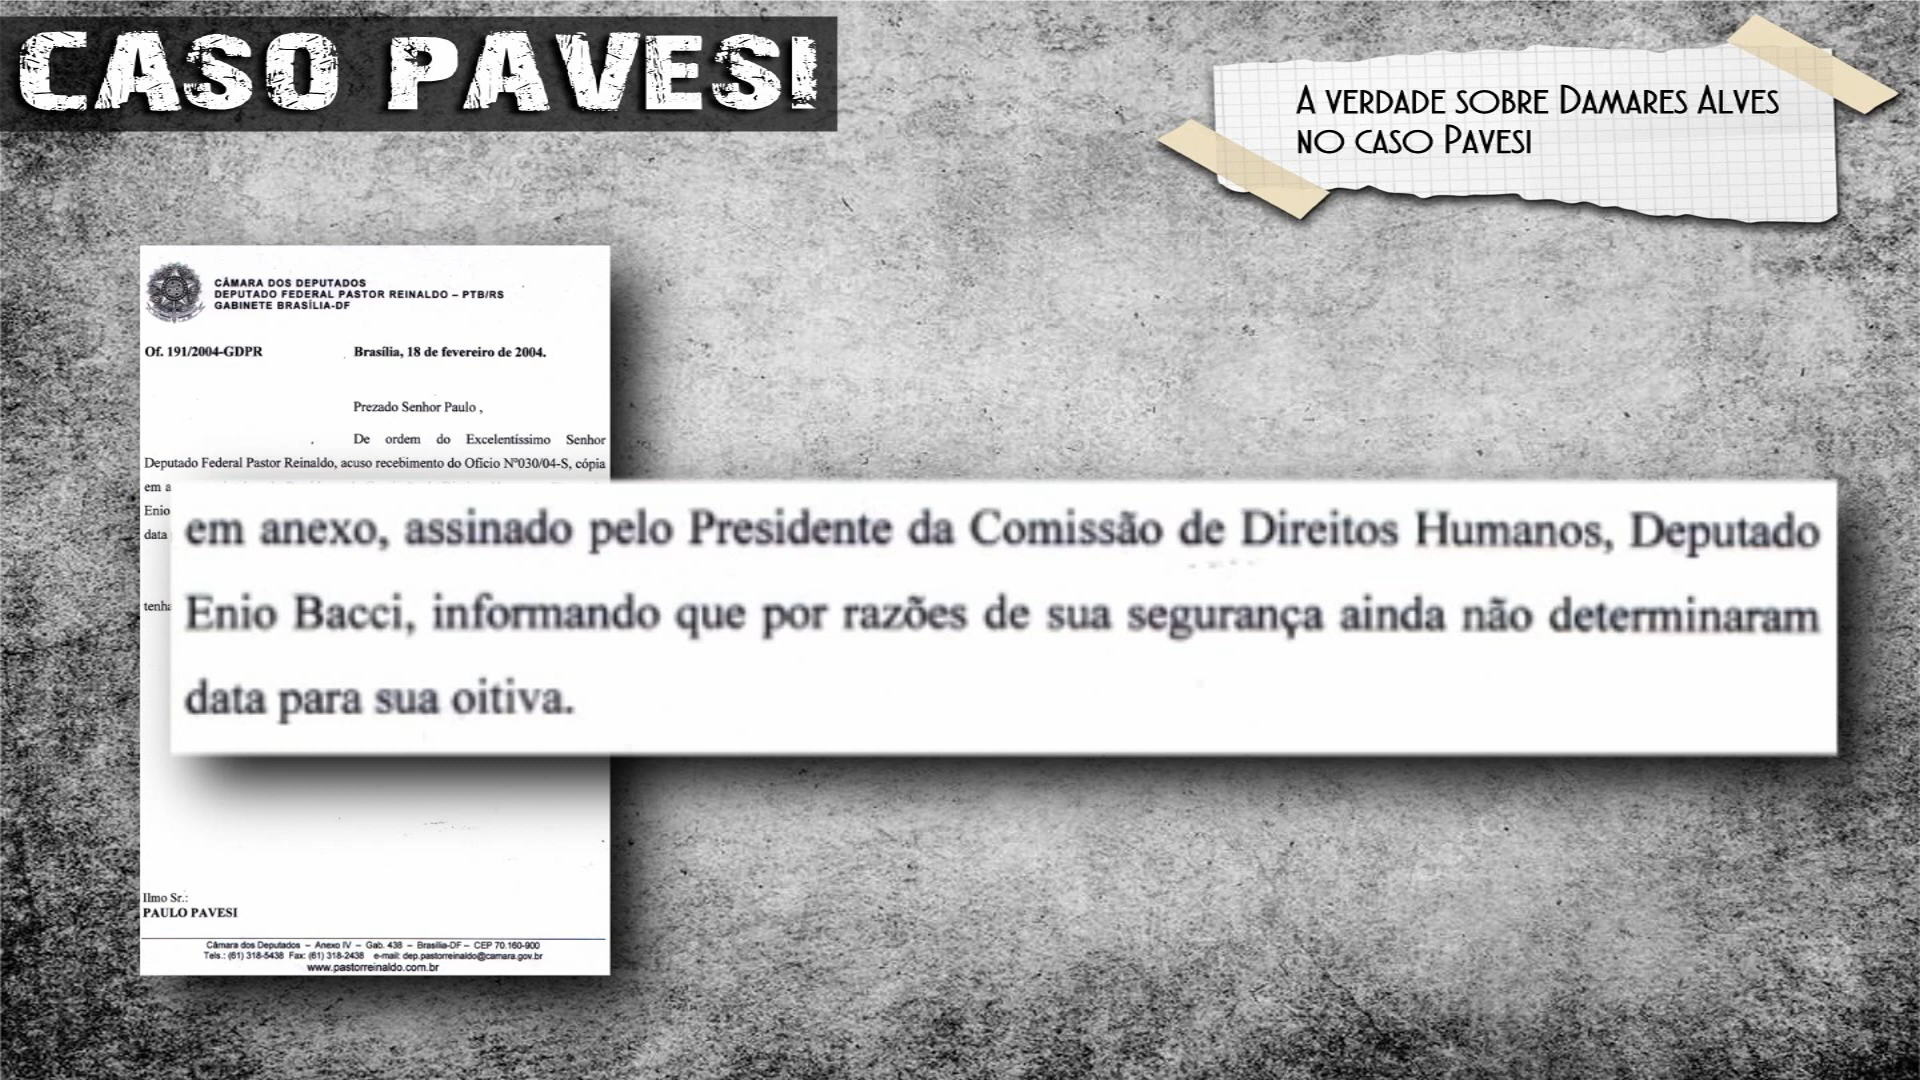 CASO PAVESI
A VERDADE SOBRE DAMARES ALVES
NO CASO PAVESI
CÂMARA DOS DEPUTADOS
DEPUTADO FEDERAL PASTOR REINALDO – PTB/RS
GABINETE BRASÍLIA-DF
Of. 191/2004-GDPR Brasília, 18 de fevereiro de 2004.
Prezado Senhor Paulo ,
De ordem do Excelentíssimo Senhor
Deputado Federal Pastor Reinaldo, acuso recebimento do Ofício Nº030/04-S, cópia
em a
Enio
data
tenha
em anexo, assinado pelo Presidente da Comissão de Direitos Humanos, Deputado
Enio Bacci, informando que por razões de sua segurança ainda não determinaram
data para sua oitiva.
Ilmo Sr.:
PAULO PAVESI
Câmara dos Deputados – Anexo IV – Gab. 438 – Brasília-DF – CEP 70.160-900
Tels.: (61) 318-5438 Fax: (61) 318-2438 e-mail: dep.pastorreinaldo@camara.gov.br
www.pastorreinaldo.com.br